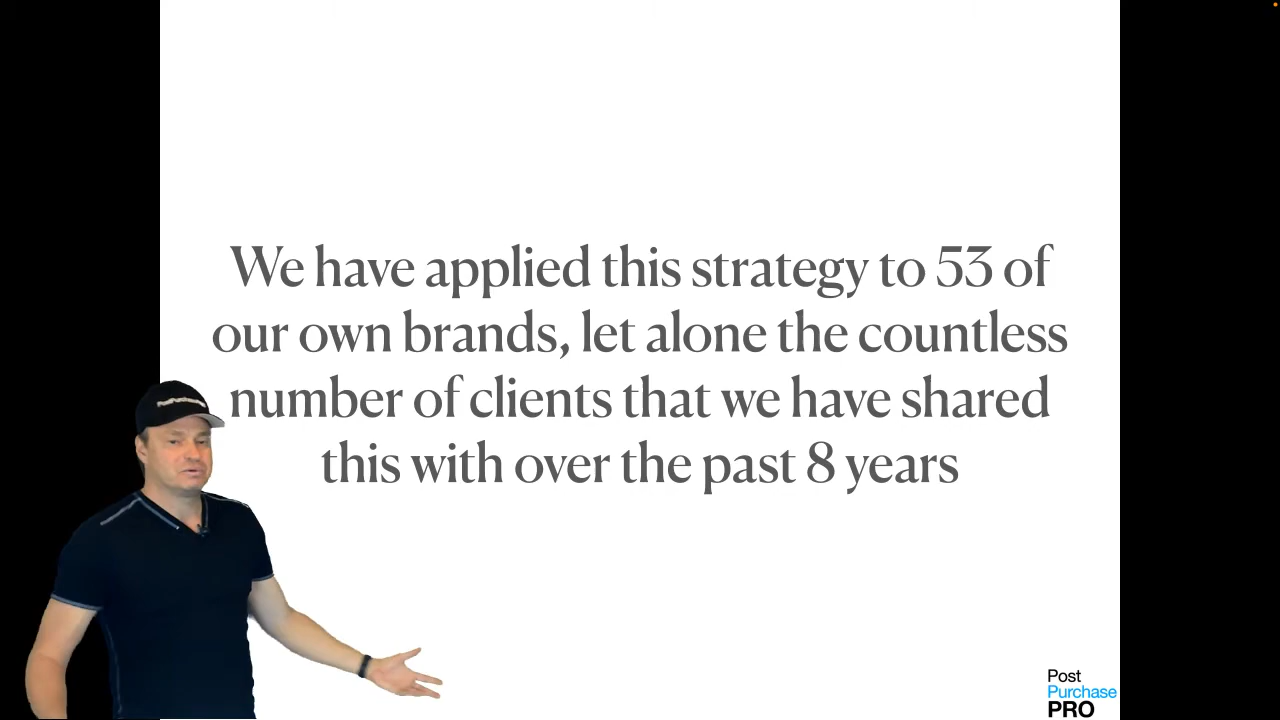 We have applied this strategy to 53 of
our own brands, let alone the countless
number of clients that we have shared
this with over the past 8 years
Post
Purchase
PRO